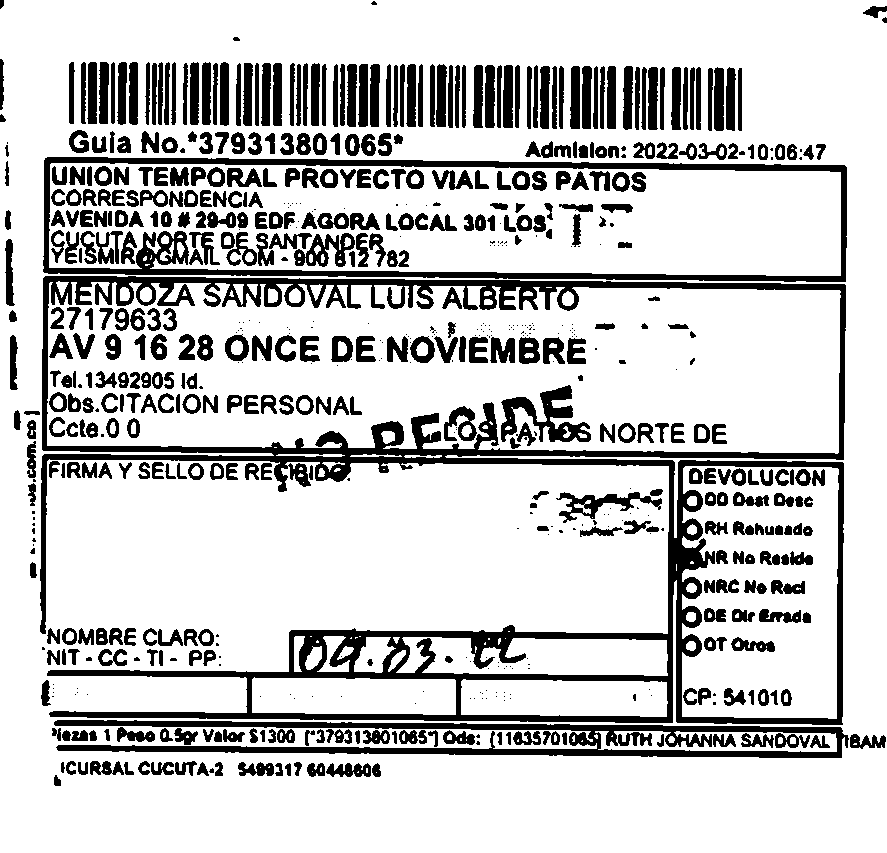 Guia No.*379313801065*
Admision: 2022-03-02-10:06:47
UNION TEMPORAL PROYECTO VIAL LOS PATIOS
CORRESPONDENCIA
AVENIDA 10 # 29-09 EDF AGORA LOCAL 301 LOS
CUCUTA NORTE DE SANTANDER
YEISMIR@GMAIL COM - 900 812 782
MENDOZA SANDOVAL LUIS ALBERTO
27179633
AV 9 16 28 ONCE DE NOVIEMBRE
Tel.13492905 Id.
Obs.CITACION PERSONAL
Ccte.0 0 LOS PATIOS NORTE DE
NO RESIDE
FIRMA Y SELLO DE RECIBIDO:
DEVOLUCION
DD Dest Desc
RH Rehusado
NR No Reside
NRC No Recl
DE Dir Errada
OT Otros
NOMBRE CLARO:
NIT - CC - TI - PP:
04.03.22
CP: 541010
Piezas 1 Peso 0.5gr Valor $1300 [*379313801065*] Ods: [11635701065] RUTH JOHANNA SANDOVAL TIBAM
CURSAL CUCUTA-2 5499317 60448606